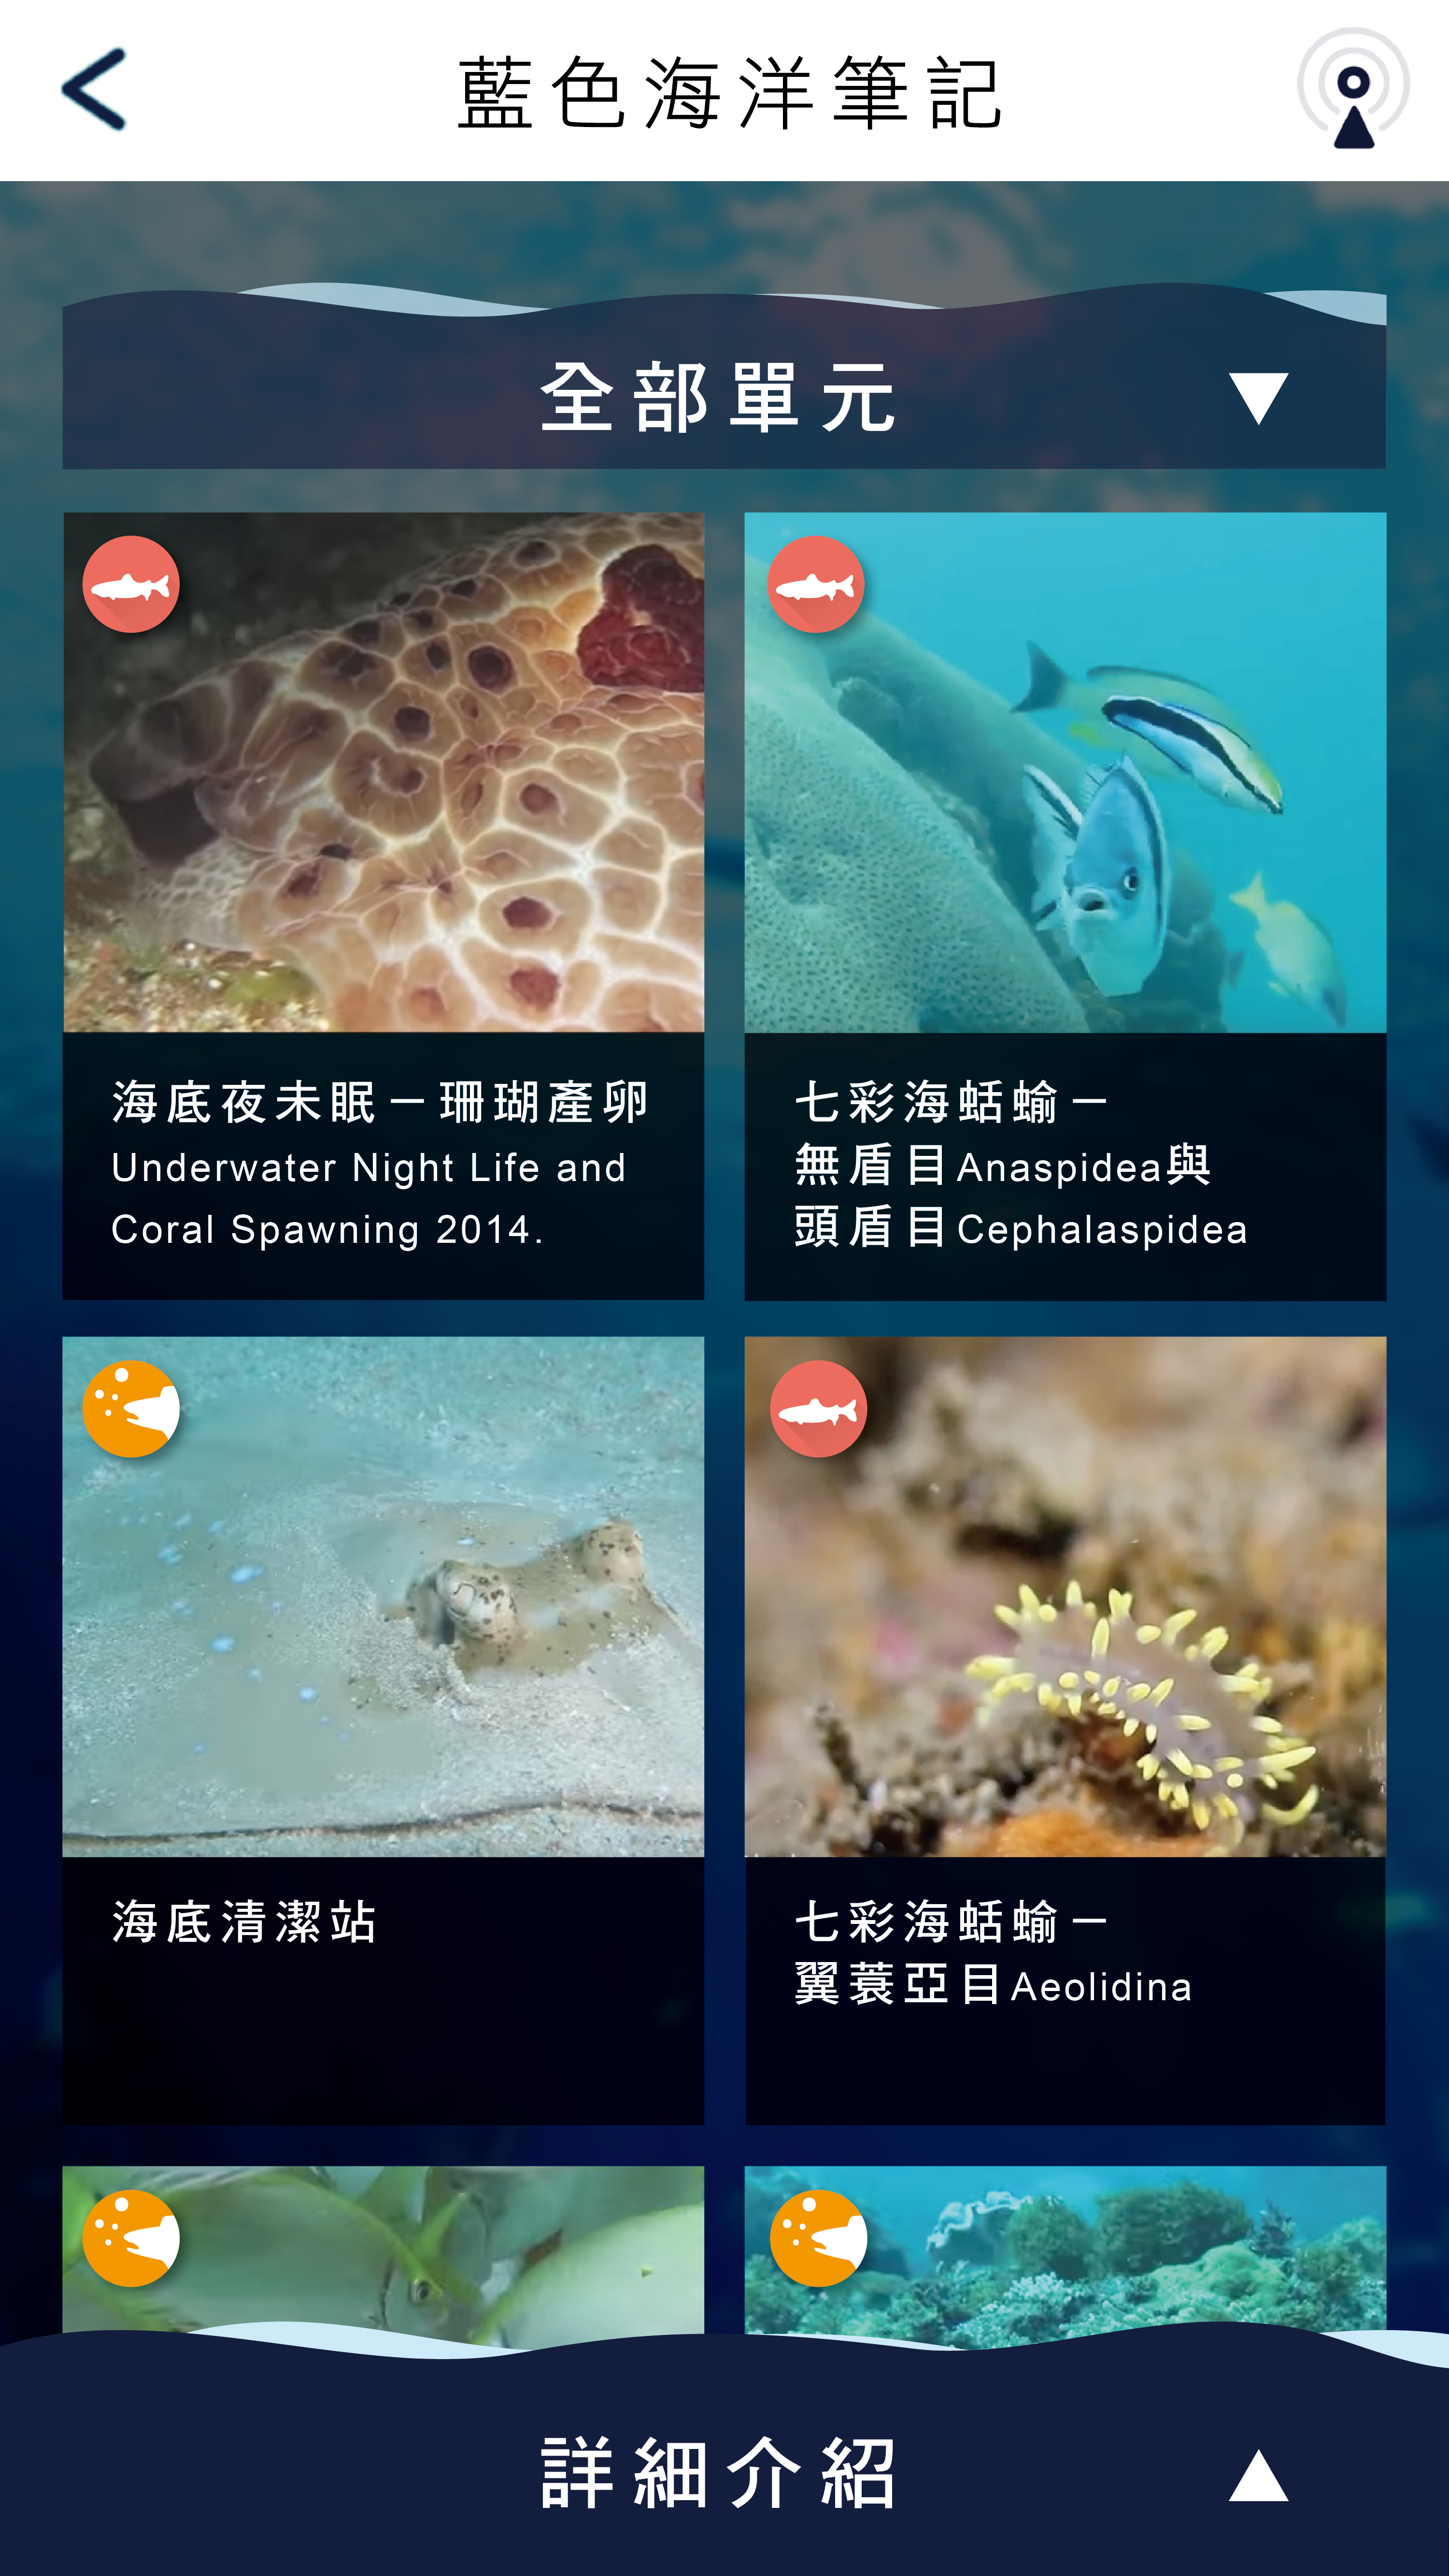 藍色海洋筆記
全部單元
海底夜未眠－珊瑚產卵
Underwater Night Life and
Coral Spawning 2014.
七彩海蛞蝓－
無盾目Anaspidea與
頭盾目Cephalaspidea
海底清潔站
七彩海蛞蝓－
翼蓑亞目Aeolidina
詳細介紹